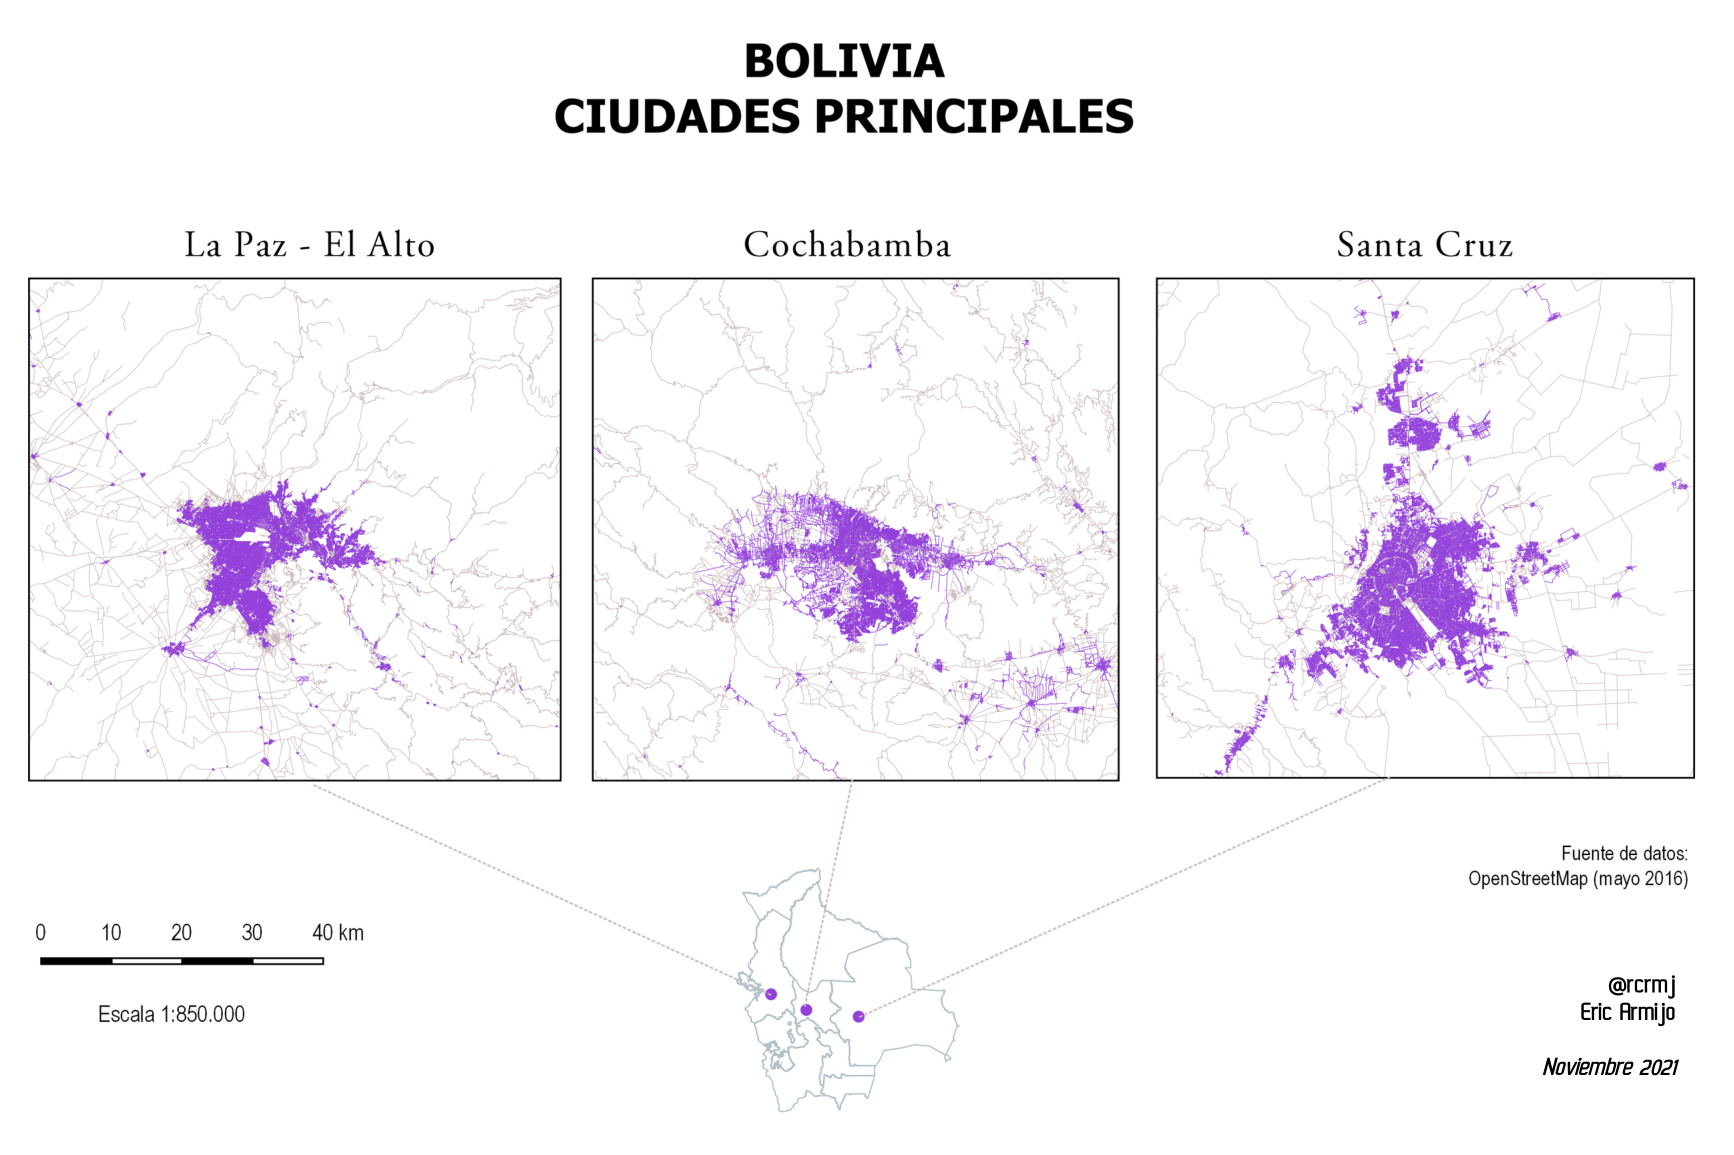 BOLIVIA
CIUDADES PRINCIPALES
La Paz - El Alto
Cochabamba
Santa Cruz
Fuente de datos:
OpenStreetMap (mayo 2016)
0 10 20 30 40 km
Escala 1:850.000
@rcrmj
Eric Armijo
Noviembre 2021